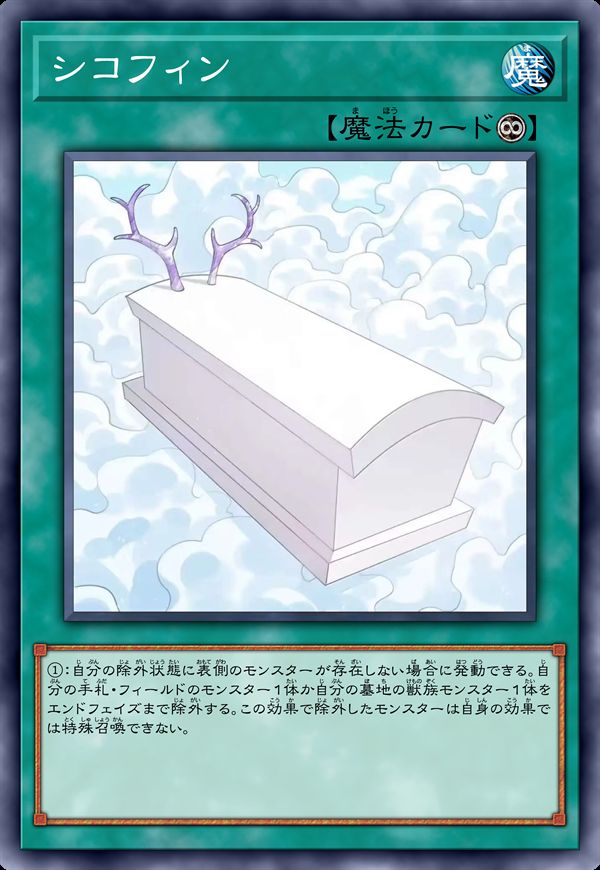 シコフィン
魔
【魔法カード♾】
①:自分の除外状態に表側のモンスターが存在しない場合に発動できる。自
分の手札・フィールドのモンスター1体か自分の墓地の獣族モンスター1体を
エンドフェイズまで除外する。この効果で除外したモンスターは自身の効果で
は特殊召喚できない。